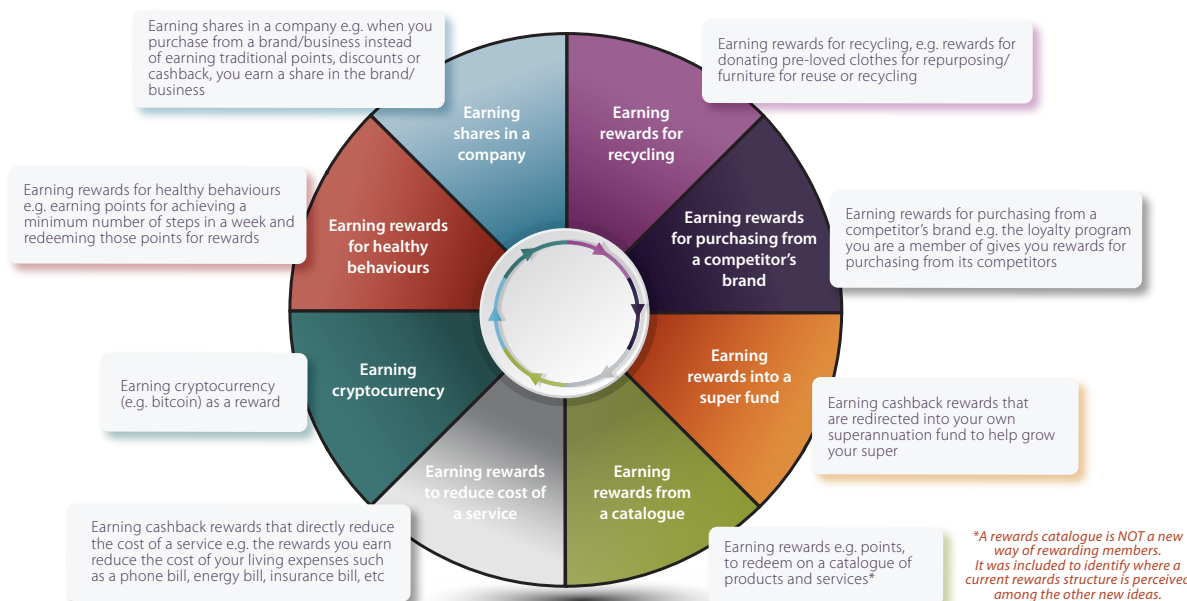 Earning shares in a company e.g. when you
purchase from a brand/business instead
of earning traditional points, discounts or
cashback, you earn a share in the brand/
business
Earning rewards for recycling, e.g. rewards for
donating pre-loved clothes for repurposing/
furniture for reuse or recycling
Earning
shares in a
company
Earning
rewards for
recycling
Earning rewards for healthy behaviours
e.g. earning points for achieving a
minimum number of steps in a week and
redeeming those points for rewards
Earning rewards
for healthy
behaviours
Earning rewards
for purchasing from
a competitor's
brand
Earning rewards for purchasing from a
competitor's brand e.g. the loyalty program
you are a member of gives you rewards for
purchasing from its competitors
Earning cryptocurrency
(e.g. bitcoin) as a reward
Earning
cryptocurrency
Earning
rewards into a
super fund
Earning cashback rewards that
are redirected into your own
superannuation fund to help grow
your super
Earning rewards
to reduce cost of
a service
Earning
rewards from
a catalogue
Earning cashback rewards that directly reduce
the cost of a service e.g. the rewards you earn
reduce the cost of your living expenses such
as a phone bill, energy bill, insurance bill, etc
Earning rewards e.g. points,
to redeem on a catalogue of
products and services*
*A rewards catalogue is NOT a new
way of rewarding members.
It was included to identify where a
current rewards structure is perceived
among the other new ideas.